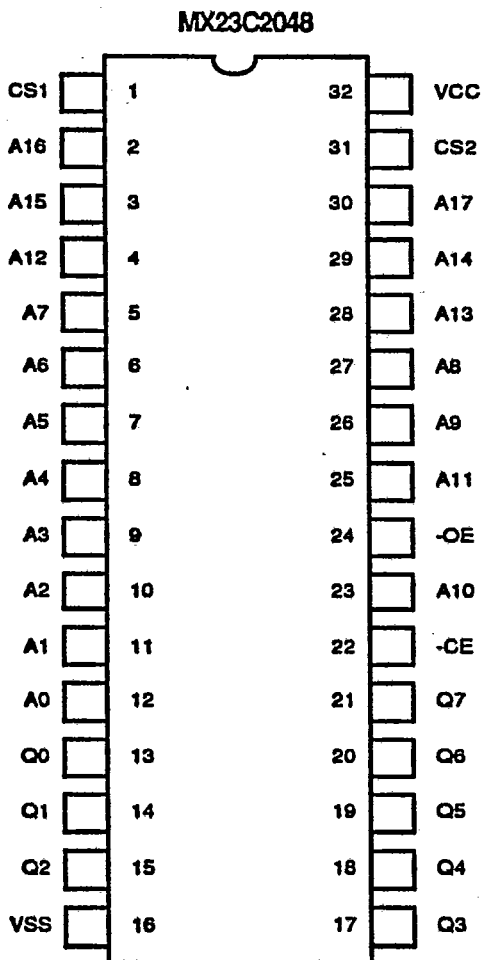 MX23C2048
CS1 1 32 VCC
A16 2 31 CS2
A15 3 30 A17
A12 4 29 A14
A7 5 28 A13
A6 6 27 A8
A5 7 26 A9
A4 8 25 A11
A3 9 24 -OE
A2 10 23 A10
A1 11 22 -CE
A0 12 21 Q7
Q0 13 20 Q6
Q1 14 19 Q5
Q2 15 18 Q4
VSS 16 17 Q3